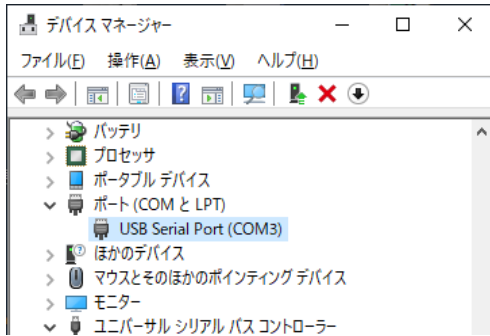 デバイス マネージャー
ファイル(F) 操作(A) 表示(V) ヘルプ(H)
バッテリ
プロセッサ
ポータブル デバイス
ポート (COM と LPT)
USB Serial Port (COM3)
ほかのデバイス
マウスとそのほかのポインティング デバイス
モニター
ユニバーサル シリアル バス コントローラー